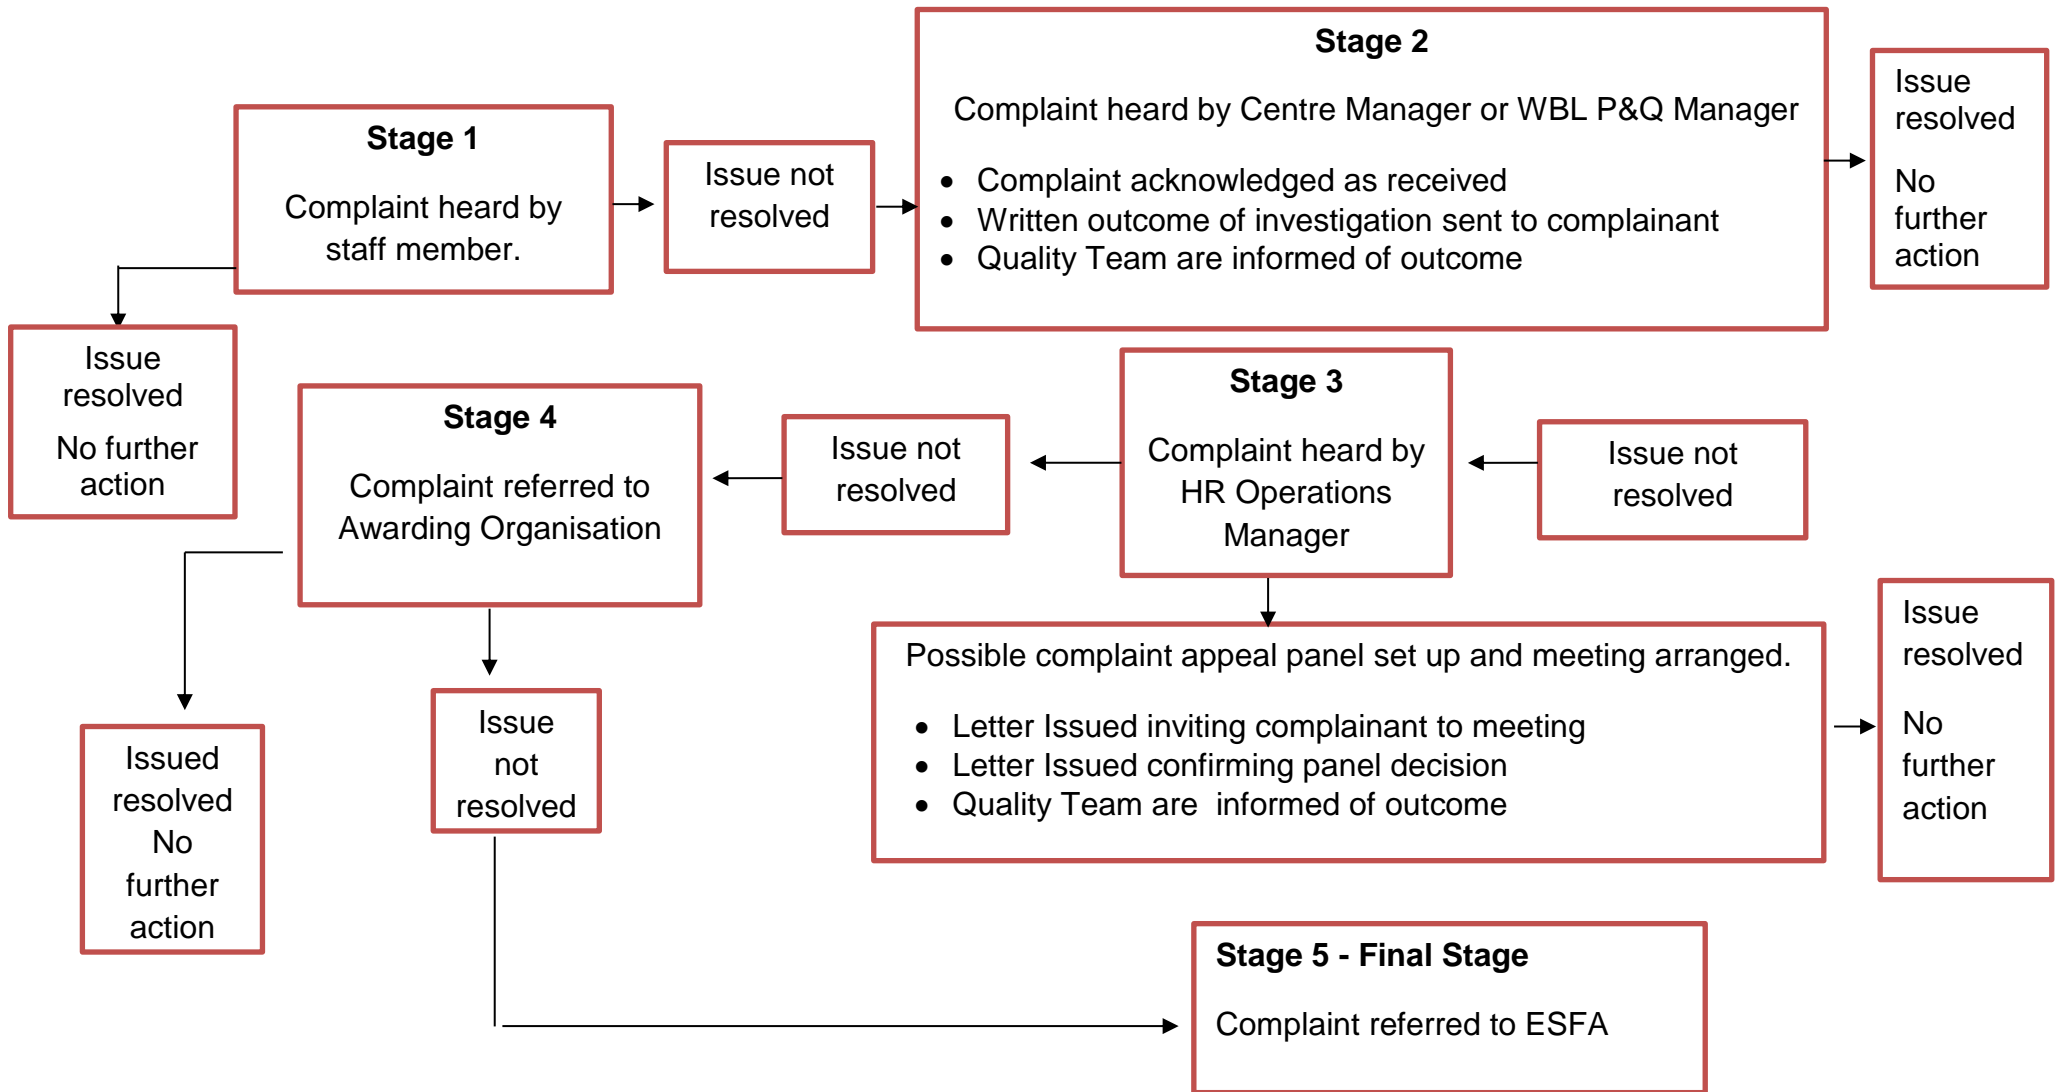 Stage 1
Complaint heard by
staff member.
Issue resolved
No further
action
Issue not
resolved
Stage 2
Complaint heard by Centre Manager or WBL P&Q Manager
• Complaint acknowledged as received
• Written outcome of investigation sent to complainant
• Quality Team are informed of outcome
Issue
resolved
No
further
action
Issue not
resolved
Stage 3
Complaint heard by
HR Operations
Manager
Possible complaint appeal panel set up and meeting arranged.
• Letter Issued inviting complainant to meeting
• Letter Issued confirming panel decision
• Quality Team are  informed of outcome
Issue
resolved
No
further
action
Issue not
resolved
Stage 4
Complaint referred to
Awarding Organisation
Issued
resolved
No
further
action
Issue
not
resolved
Stage 5 - Final Stage
Complaint referred to ESFA